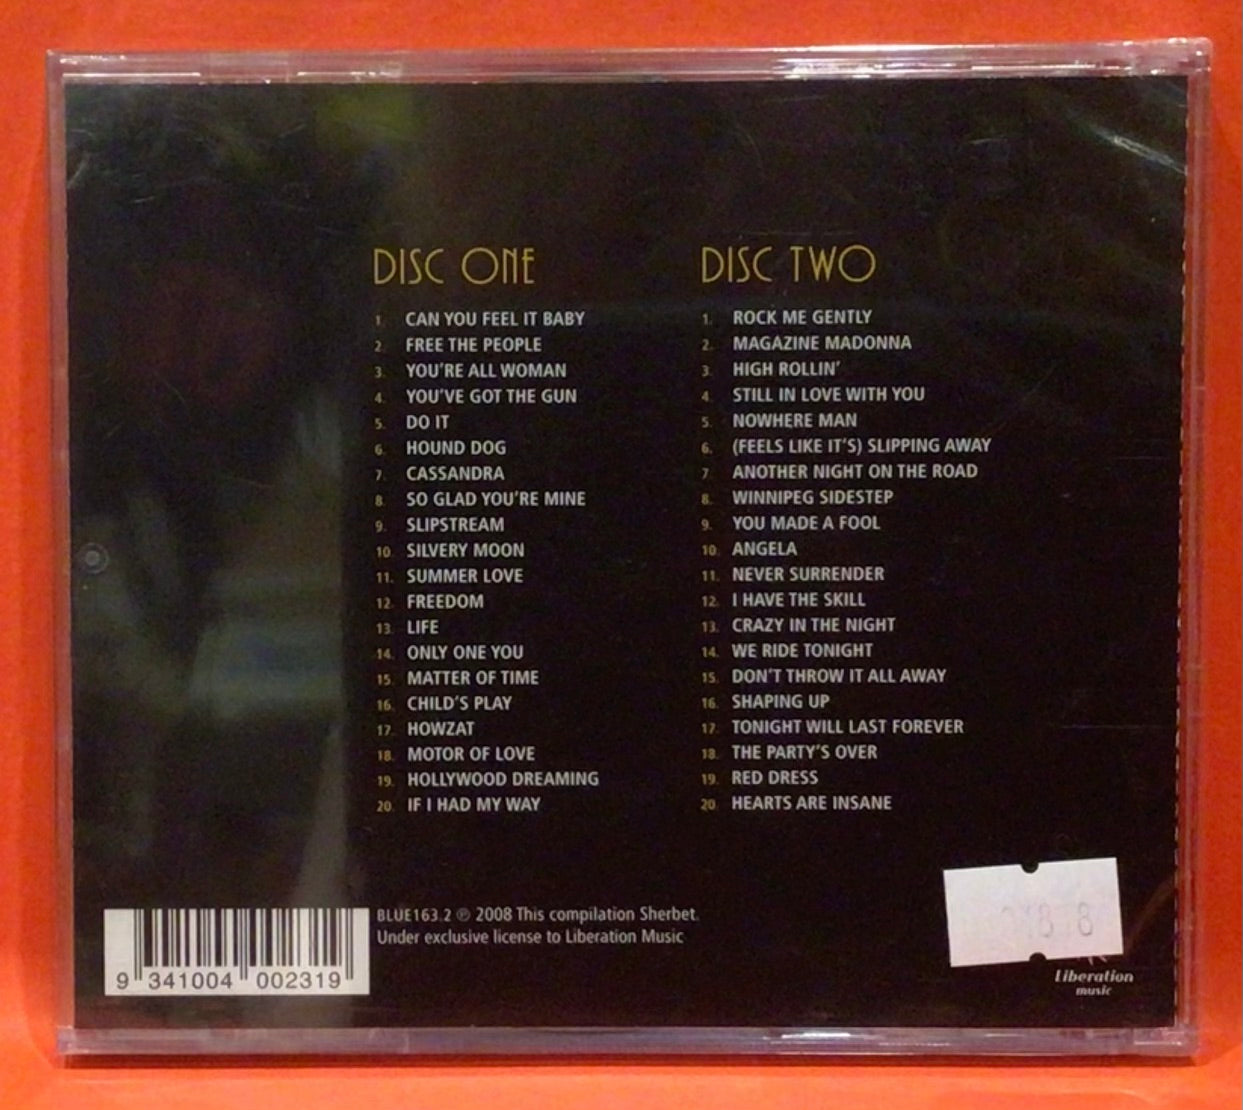 DISC ONE
1. CAN YOU FEEL IT BABY
2. FREE THE PEOPLE
3. YOU'RE ALL WOMAN
4. YOU'VE GOT THE GUN
5. DO IT
6. HOUND DOG
7. CASSANDRA
8. SO GLAD YOU'RE MINE
9. SLIPSTREAM
10. SILVERY MOON
11. SUMMER LOVE
12. FREEDOM
13. LIFE
14. ONLY ONE YOU
15. MATTER OF TIME
16. CHILD'S PLAY
17. HOWZAT
18. MOTOR OF LOVE
19. HOLLYWOOD DREAMING
20. IF I HAD MY WAY
DISC TWO
1. ROCK ME GENTLY
2. MAGAZINE MADONNA
3. HIGH ROLLIN'
4. STILL IN LOVE WITH YOU
5. NOWHERE MAN
6. (FEELS LIKE IT'S) SLIPPING AWAY
7. ANOTHER NIGHT ON THE ROAD
8. WINNIPEG SIDESTEP
9. YOU MADE A FOOL
10. ANGELA
11. NEVER SURRENDER
12. I HAVE THE SKILL
13. CRAZY IN THE NIGHT
14. WE RIDE TONIGHT
15. DON'T THROW IT ALL AWAY
16. SHAPING UP
17. TONIGHT WILL LAST FOREVER
18. THE PARTY'S OVER
19. RED DRESS
20. HEARTS ARE INSANE
BLUE163.2 ℗ 2008 This compilation Sherbet.
Under exclusive license to Liberation Music
9 341004 002319
Liberation
music